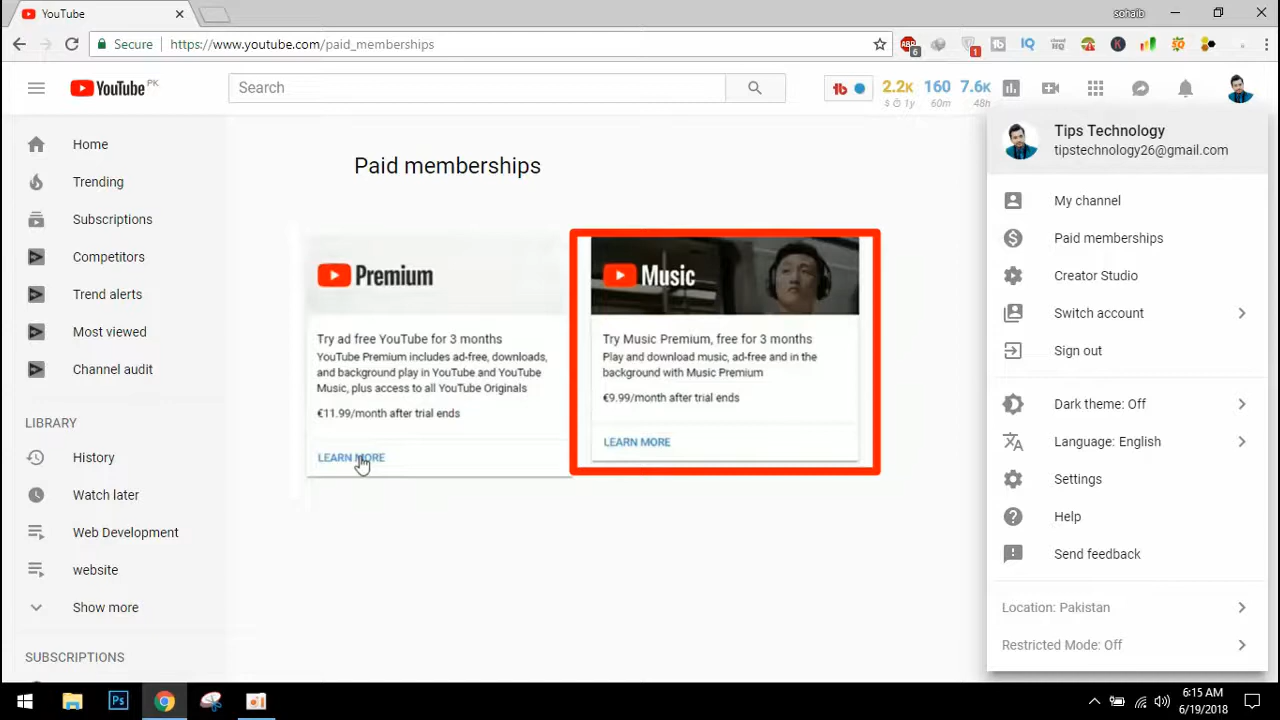 YouTube
sohaib
Secure
https://www.youtube.com/paid_memberships
6
1
YouTube PK
Search
2.2K
$ 1y
160
60m
7.6K
48h
Tips Technology
tipstechnology26@gmail.com
My channel
Paid memberships
Creator Studio
Switch account
Sign out
Dark theme: Off
Language: English
Settings
Help
Send feedback
Location: Pakistan
Restricted Mode: Off
Home
Trending
Subscriptions
Competitors
Trend alerts
Most viewed
Channel audit
LIBRARY
History
Watch later
Web Development
website
Show more
SUBSCRIPTIONS
Paid memberships
Premium
Try ad free YouTube for 3 months
YouTube Premium includes ad-free, downloads,
and background play in YouTube and YouTube
Music, plus access to all YouTube Originals
€11.99/month after trial ends
LEARN MORE
Music
Try Music Premium, free for 3 months
Play and download music, ad-free and in the
background with Music Premium
€9.99/month after trial ends
LEARN MORE
Ps
6:15 AM
6/19/2018